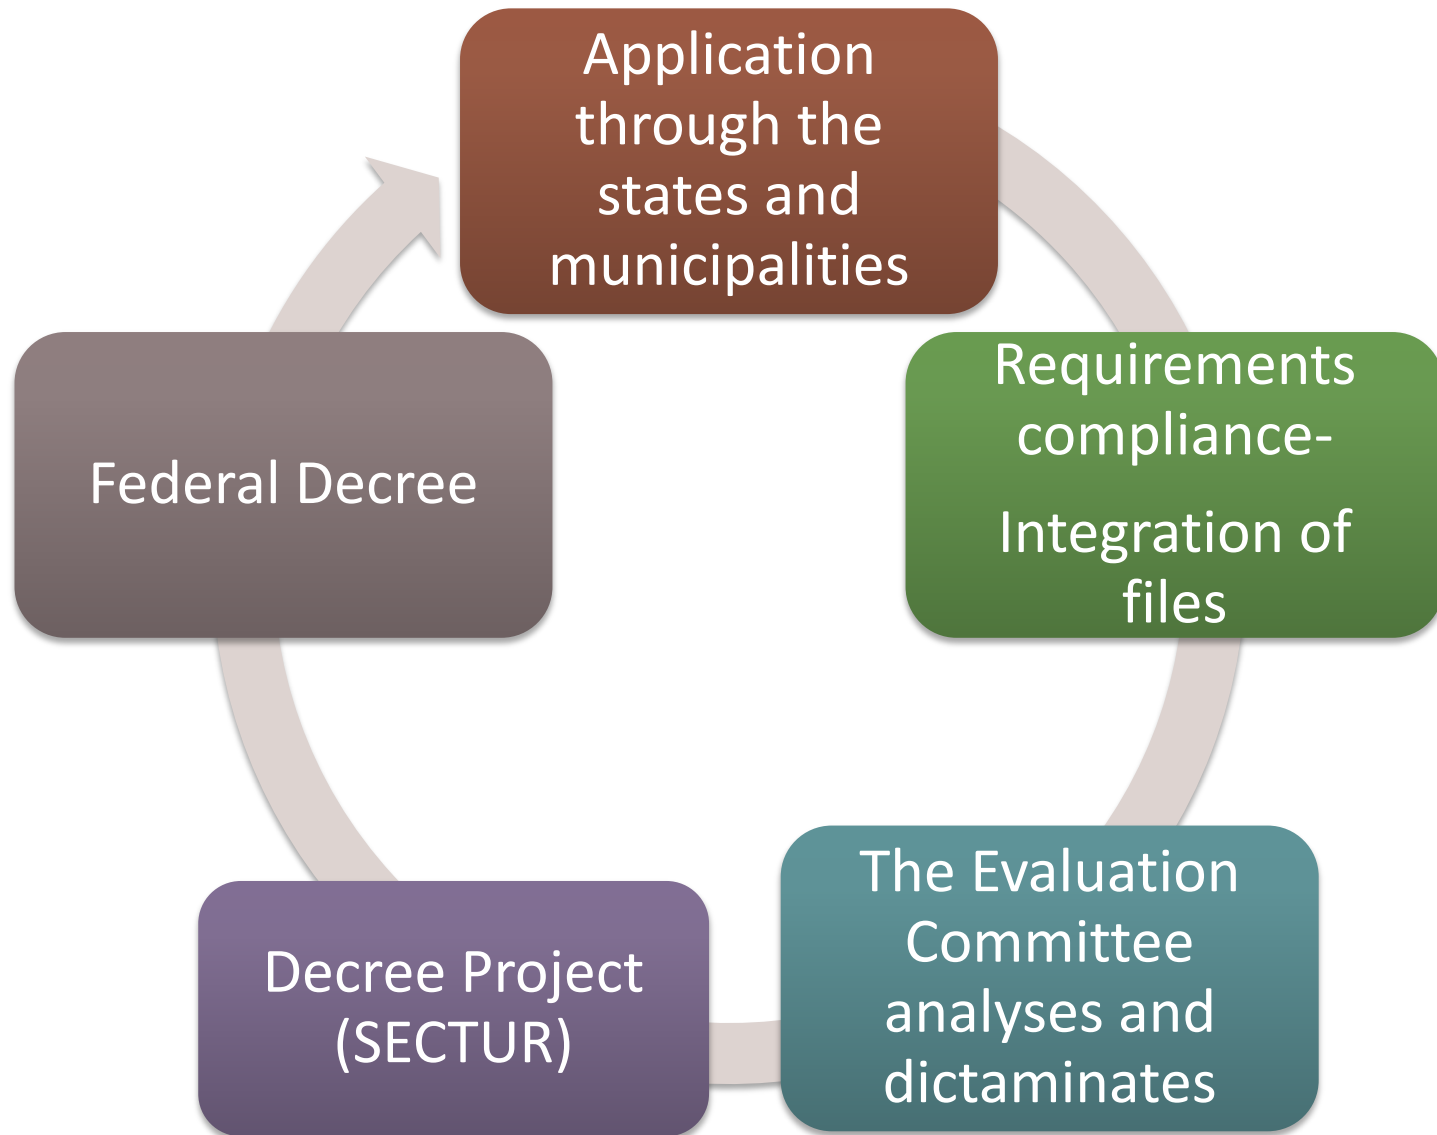 Application
through the
states and
municipalities
Requirements
compliance-
Integration of
files
The Evaluation
Committee
analyses and
dictaminates
Decree Project
(SECTUR)
Federal Decree